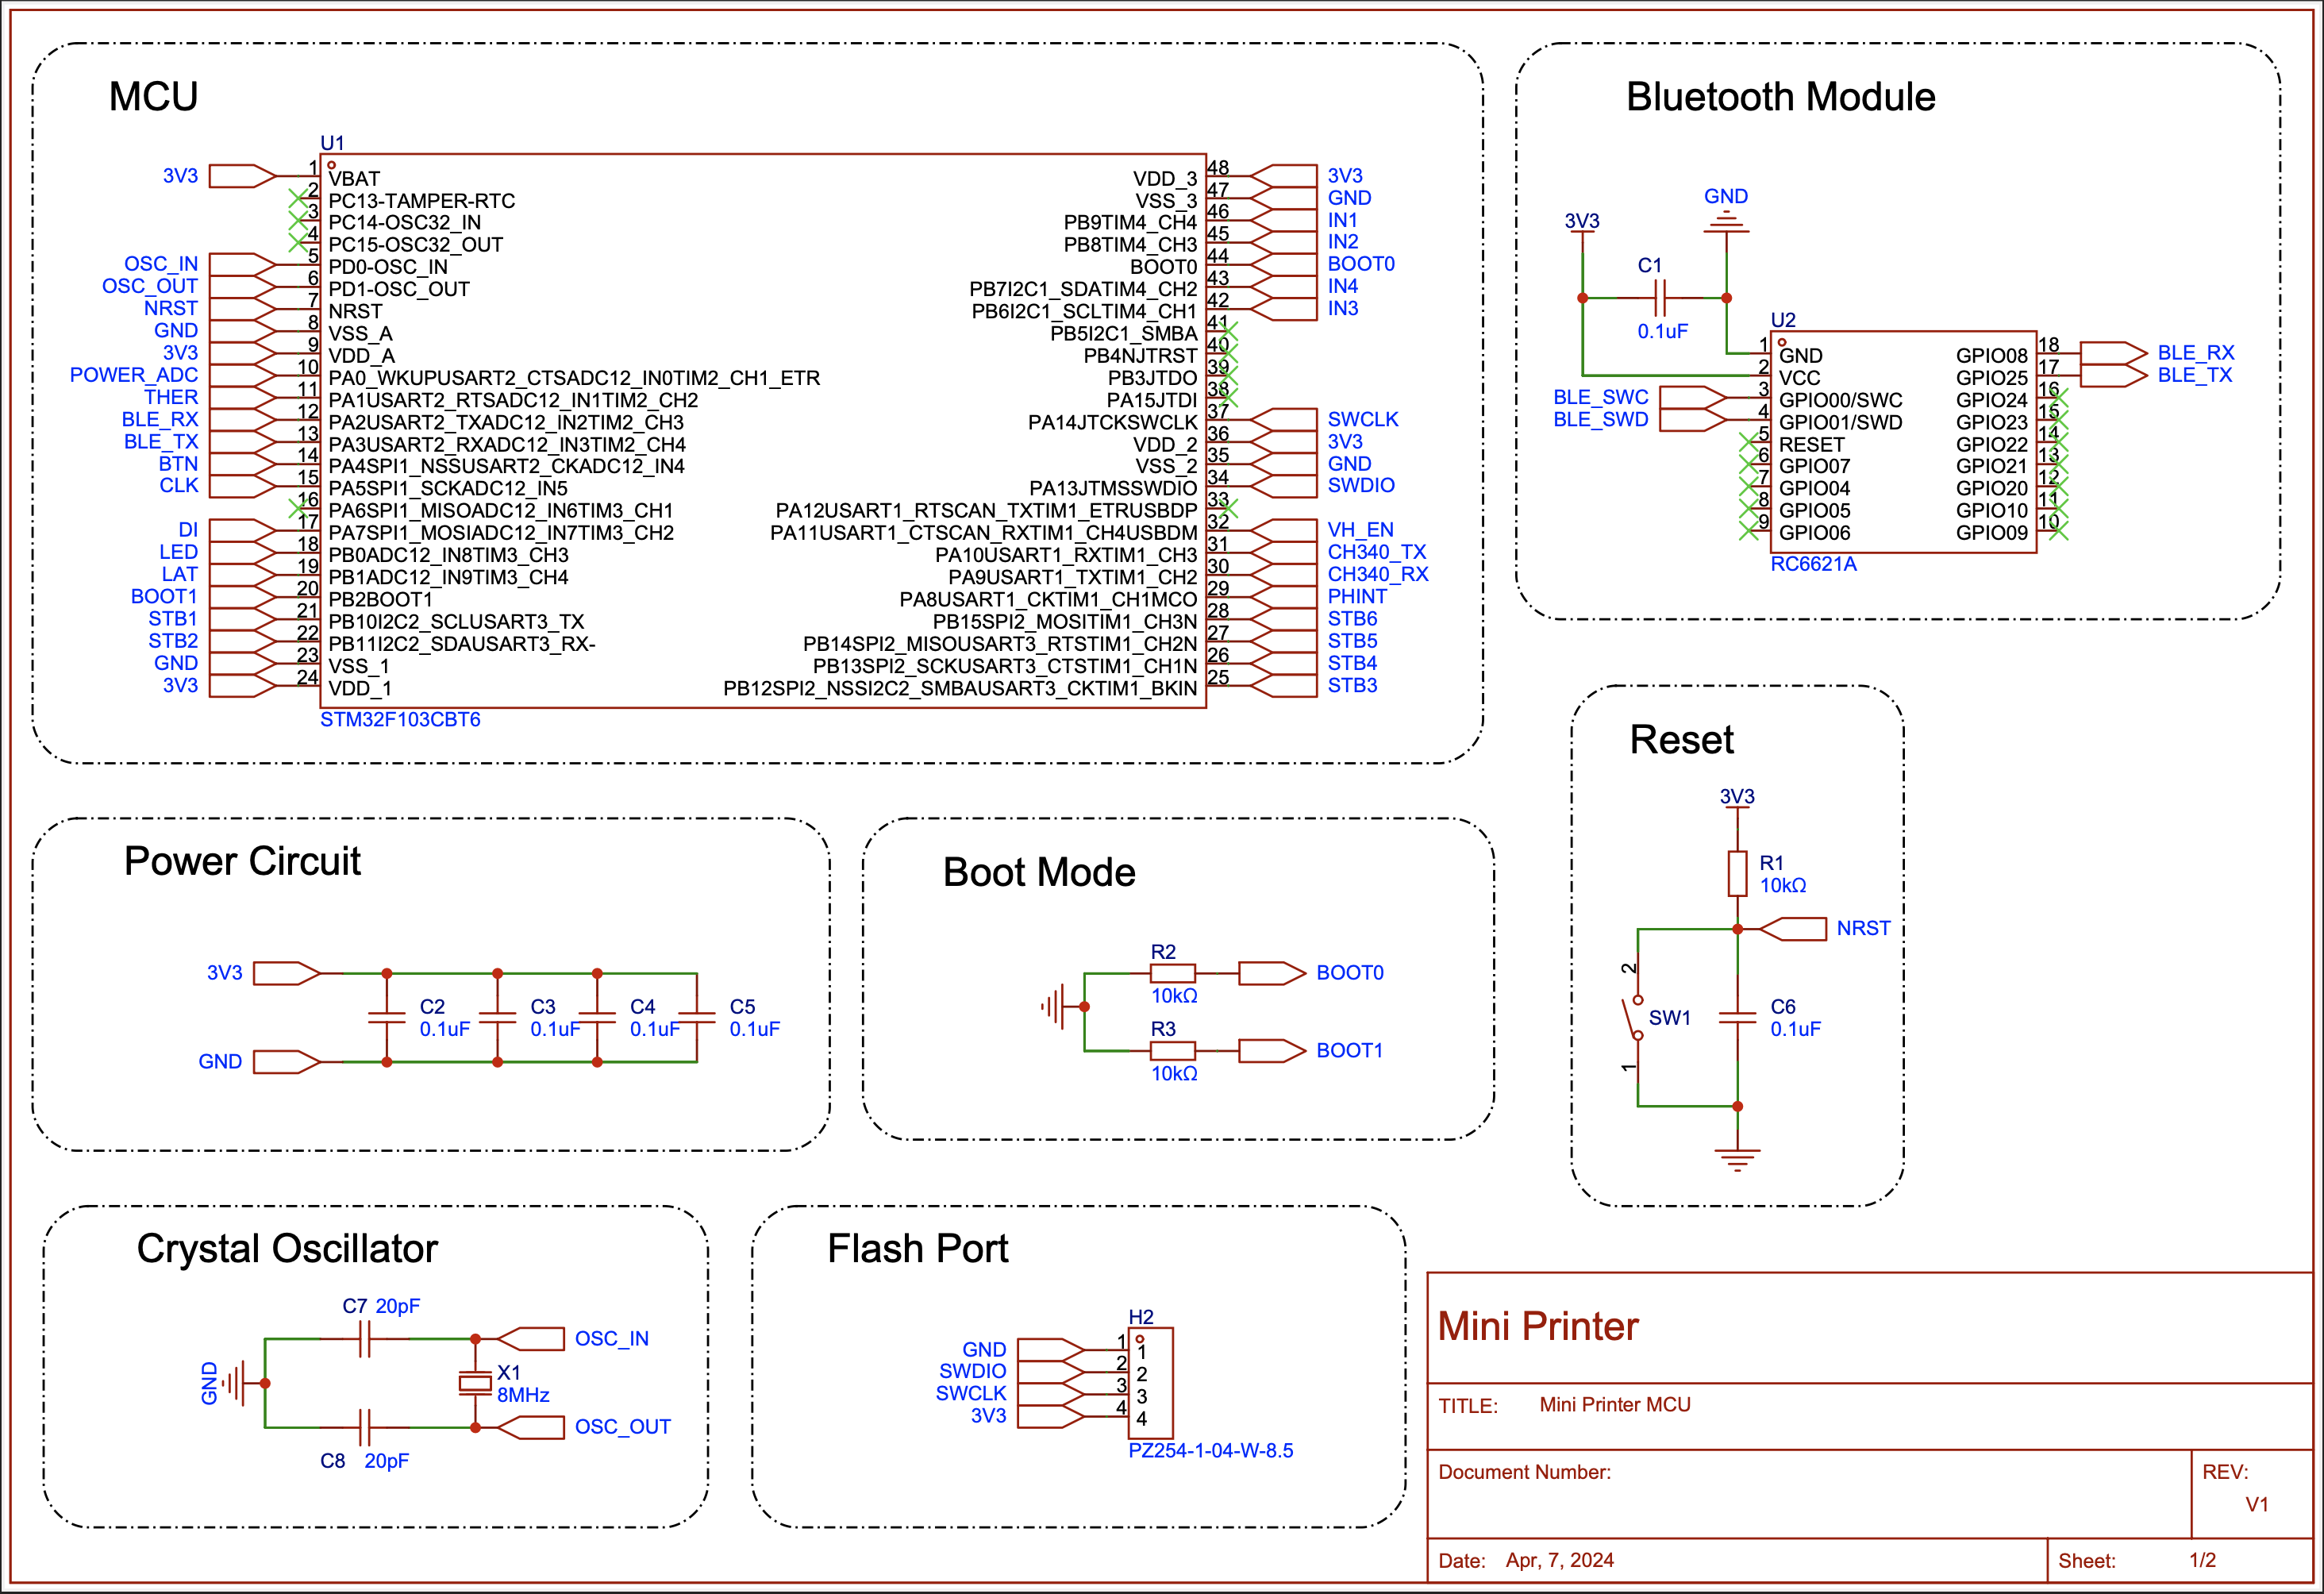 MCU
U1
3V3
1
VBAT
2
PC13-TAMPER-RTC
3
PC14-OSC32_IN
4
PC15-OSC32_OUT
OSC_IN
5
PD0-OSC_IN
OSC_OUT
6
PD1-OSC_OUT
NRST
7
NRST
GND
8
VSS_A
3V3
9
VDD_A
POWER_ADC
10
PA0_WKUPUSART2_CTSADC12_IN0TIM2_CH1_ETR
THER
11
PA1USART2_RTSADC12_IN1TIM2_CH2
BLE_RX
12
PA2USART2_TXADC12_IN2TIM2_CH3
BLE_TX
13
PA3USART2_RXADC12_IN3TIM2_CH4
BTN
14
PA4SPI1_NSSUSART2_CKADC12_IN4
CLK
15
PA5SPI1_SCKADC12_IN5
16
PA6SPI1_MISOADC12_IN6TIM3_CH1
DI
17
PA7SPI1_MOSIADC12_IN7TIM3_CH2
LED
18
PB0ADC12_IN8TIM3_CH3
LAT
19
PB1ADC12_IN9TIM3_CH4
BOOT1
20
PB2BOOT1
STB1
21
PB10I2C2_SCLUSART3_TX
STB2
22
PB11I2C2_SDAUSART3_RX-
GND
23
VSS_1
3V3
24
VDD_1
VDD_3
48
3V3
VSS_3
47
GND
PB9TIM4_CH4
46
IN1
PB8TIM4_CH3
45
IN2
BOOT0
44
BOOT0
PB7I2C1_SDATIM4_CH2
43
IN4
PB6I2C1_SCLTIM4_CH1
42
IN3
PB5I2C1_SMBA
41
PB4NJTRST
40
PB3JTDO
39
PA15JTDI
38
PA14JTCKSWCLK
37
SWCLK
VDD_2
36
3V3
VSS_2
35
GND
PA13JTMSSWDIO
34
SWDIO
PA12USART1_RTSCAN_TXTIM1_ETRUSBDP
33
PA11USART1_CTSCAN_RXTIM1_CH4USBDM
32
VH_EN
PA10USART1_RXTIM1_CH3
31
CH340_TX
PA9USART1_TXTIM1_CH2
30
CH340_RX
PA8USART1_CKTIM1_CH1MCO
29
PHINT
PB15SPI2_MOSITIM1_CH3N
28
STB6
PB14SPI2_MISOUSART3_RTSTIM1_CH2N
27
STB5
PB13SPI2_SCKUSART3_CTSTIM1_CH1N
26
STB4
PB12SPI2_NSSI2C2_SMBAUSART3_CKTIM1_BKIN
25
STB3
STM32F103CBT6
Bluetooth Module
GND
3V3
C1
0.1uF
U2
1
GND
2
VCC
BLE_SWC
3
GPIO00/SWC
BLE_SWD
4
GPIO01/SWD
5
RESET
6
GPIO07
7
GPIO04
8
GPIO05
9
GPIO06
GPIO08
18
BLE_RX
GPIO25
17
BLE_TX
GPIO24
16
GPIO23
15
GPIO22
14
GPIO21
13
GPIO20
12
GPIO10
11
GPIO09
10
RC6621A
Reset
3V3
R1
10kΩ
NRST
2
SW1
1
C6
0.1uF
Power Circuit
3V3
GND
C2
0.1uF
C3
0.1uF
C4
0.1uF
C5
0.1uF
Boot Mode
R2
10kΩ
BOOT0
R3
10kΩ
BOOT1
Crystal Oscillator
C7 20pF
OSC_IN
GND
X1
8MHz
OSC_OUT
C8 20pF
Flash Port
H2
GND
1
1
SWDIO
2
2
SWCLK
3
3
3V3
4
4
PZ254-1-04-W-8.5
Mini Printer
TITLE: Mini Printer MCU
Document Number:
REV:
V1
Date: Apr, 7, 2024
Sheet: 1/2